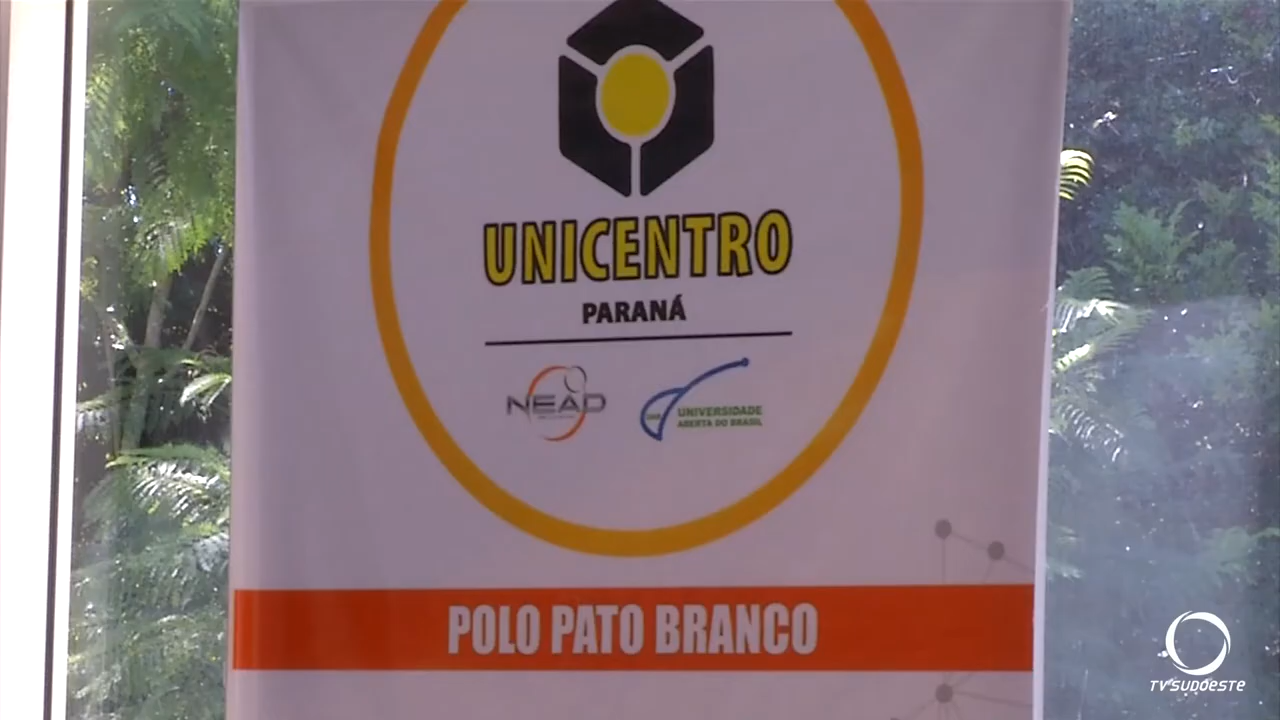 UNICENTRO
PARANÁ
NEAD
UNIVERSIDADE
ABERTA DO BRASIL
POLO PATO BRANCO
TV SUDOESTE